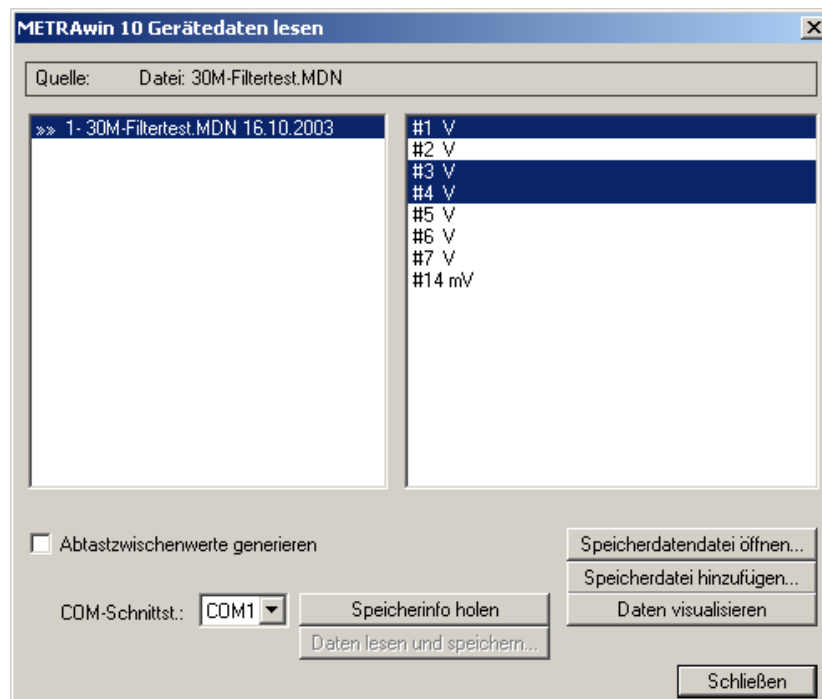 METRAwin 10 Gerätedaten lesen
Quelle: Datei: 30M-Filtertest.MDN
»» 1- 30M-Filtertest.MDN 16.10.2003
#1 V
#2 V
#3 V
#4 V
#5 V
#6 V
#7 V
#14 mV
Abtastzwischenwerte generieren
COM-Schnittst.: COM1
Speicherinfo holen
Daten lesen und speichern...
Speicherdatendatei öffnen...
Speicherdatei hinzufügen...
Daten visualisieren
Schließen